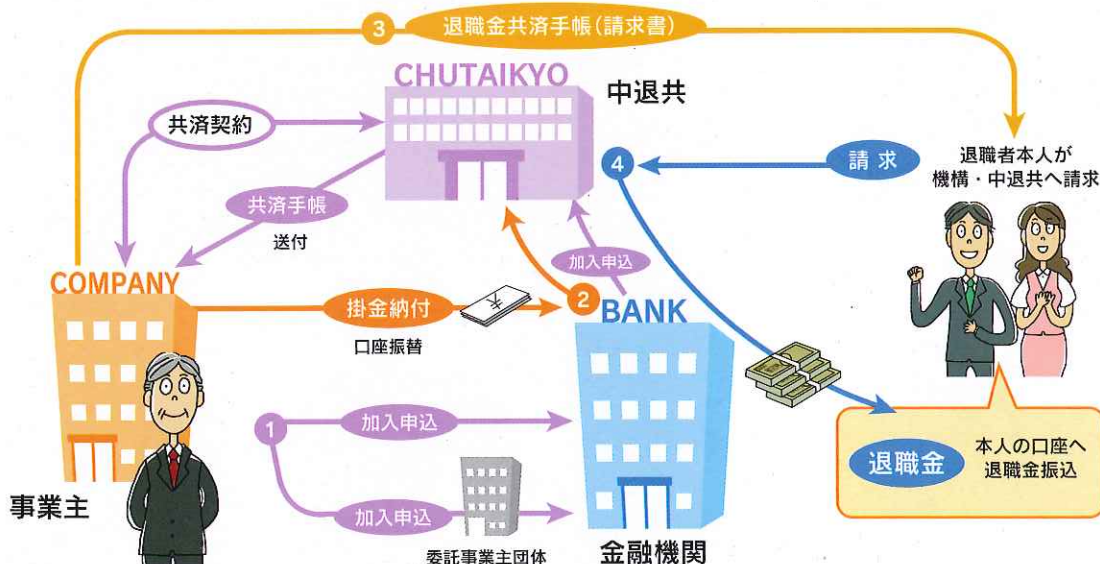 3
退職金共済手帳(請求書)
CHUTAIKYO
中退共
共済契約
4
請求
退職者本人が
機構・中退共へ請求
共済手帳
送付
加入申込
COMPANY
掛金納付
口座振替
2
BANK
1
加入申込
加入申込
委託事業主団体
事業主
金融機関
退職金
本人の口座へ
退職金振込